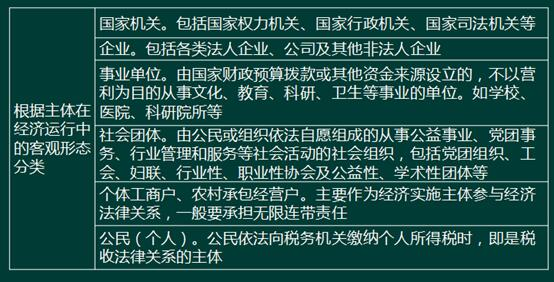 根据主体在
经济运行中
的客观形态
分类
国家机关。包括国家权力机关、国家行政机关、国家司法机关等
企业。包括各类法人企业、公司及其他非法人企业
事业单位。由国家财政预算拨款或其他资金来源设立的，不以营
利为目的从事文化、教育、科研、卫生等事业的单位。如学校、
医院、科研院所等
社会团体。由公民或组织依法自愿组成的从事公益事业、党团事
务、行业管理和服务等社会活动的社会组织，包括党团组织、工
会、妇联、行业性、职业性协会及公益性、学术性团体等
个体工商户、农村承包经营户。主要作为经济实施主体参与经济
法律关系，一般要承担无限连带责任
公民（个人）。公民依法向税务机关缴纳个人所得税时，即是税
收法律关系的主体